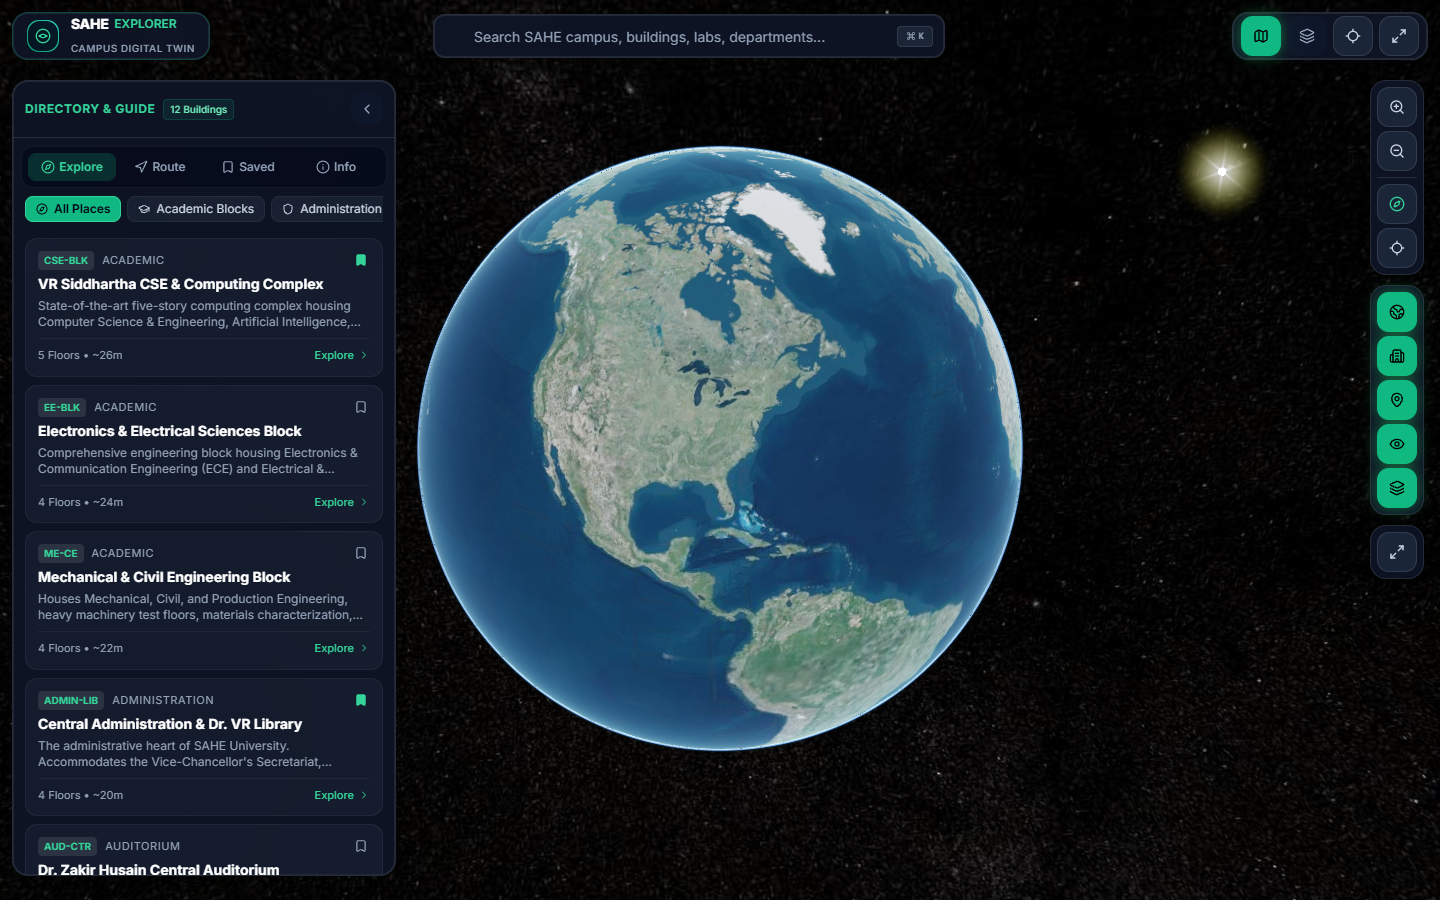 SAHE EXPLORER
CAMPUS DIGITAL TWIN
Search SAHE campus, buildings, labs, departments...
⌘ K
DIRECTORY & GUIDE
12 Buildings
Explore
Route
Saved
Info
All Places
Academic Blocks
Administration
CSE-BLK
ACADEMIC
VR Siddhartha CSE & Computing Complex
State-of-the-art five-story computing complex housing
Computer Science & Engineering, Artificial Intelligence,...
5 Floors • ~26m
Explore
EE-BLK
ACADEMIC
Electronics & Electrical Sciences Block
Comprehensive engineering block housing Electronics &
Communication Engineering (ECE) and Electrical &...
4 Floors • ~24m
Explore
ME-CE
ACADEMIC
Mechanical & Civil Engineering Block
Houses Mechanical, Civil, and Production Engineering,
heavy machinery test floors, materials characterization,...
4 Floors • ~22m
Explore
ADMIN-LIB
ADMINISTRATION
Central Administration & Dr. VR Library
The administrative heart of SAHE University.
Accommodates the Vice-Chancellor's Secretariat,...
4 Floors • ~20m
Explore
AUD-CTR
AUDITORIUM
Dr. Zakir Husain Central Auditorium